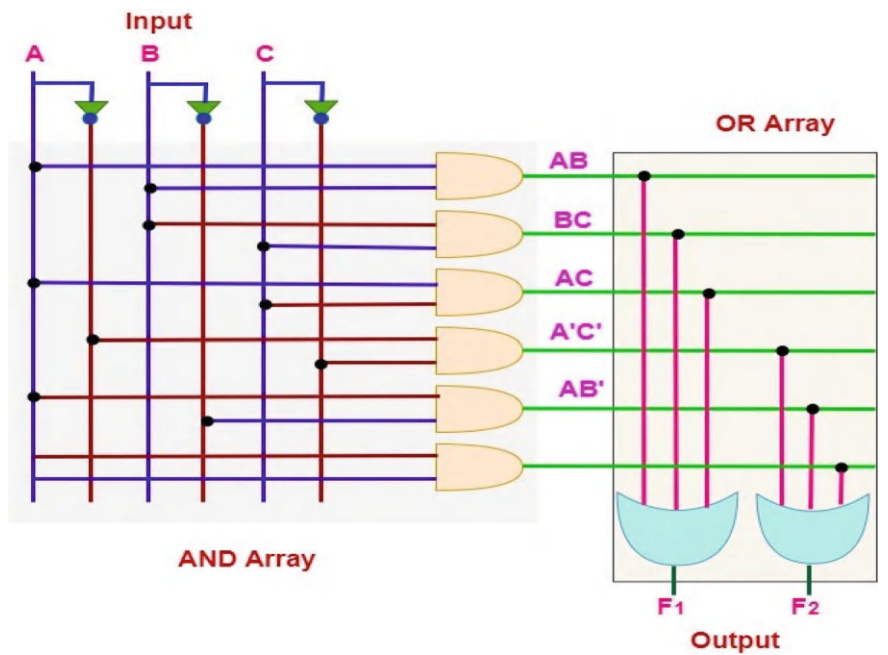 Input
A B C
OR Array
AB
BC
AC
A'C'
AB'
AND Array
F1 F2
Output